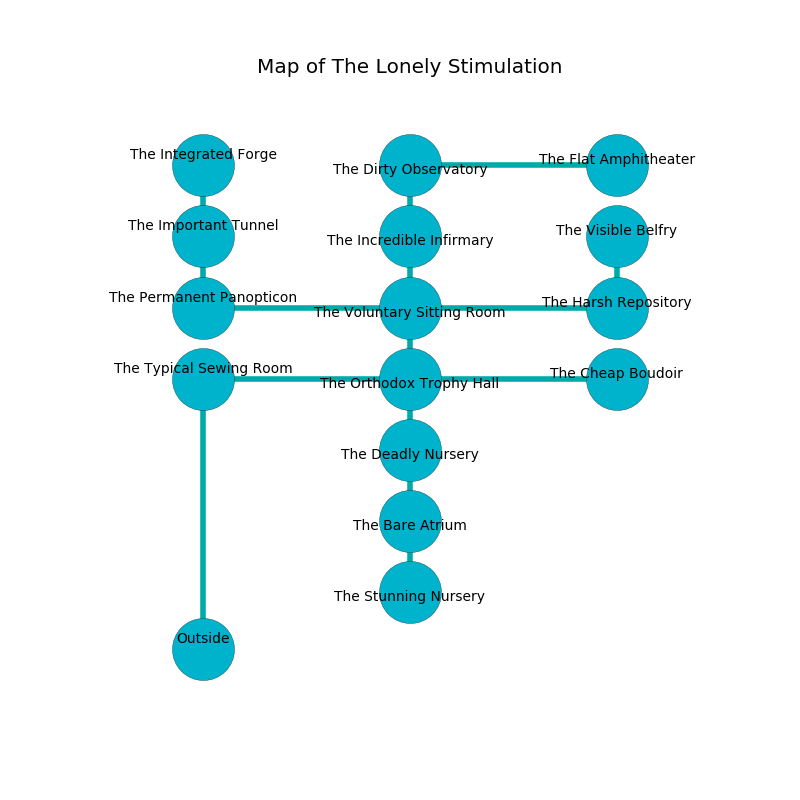 Map of The Lonely Stimulation
The Integrated Forge
The Dirty Observatory
The Flat Amphitheater
The Important Tunnel
The Incredible Infirmary
The Visible Belfry
The Permanent Panopticon
The Voluntary Sitting Room
The Harsh Repository
The Typical Sewing Room
The Orthodox Trophy Hall
The Cheap Boudoir
The Deadly Nursery
The Bare Atrium
The Stunning Nursery
Outside